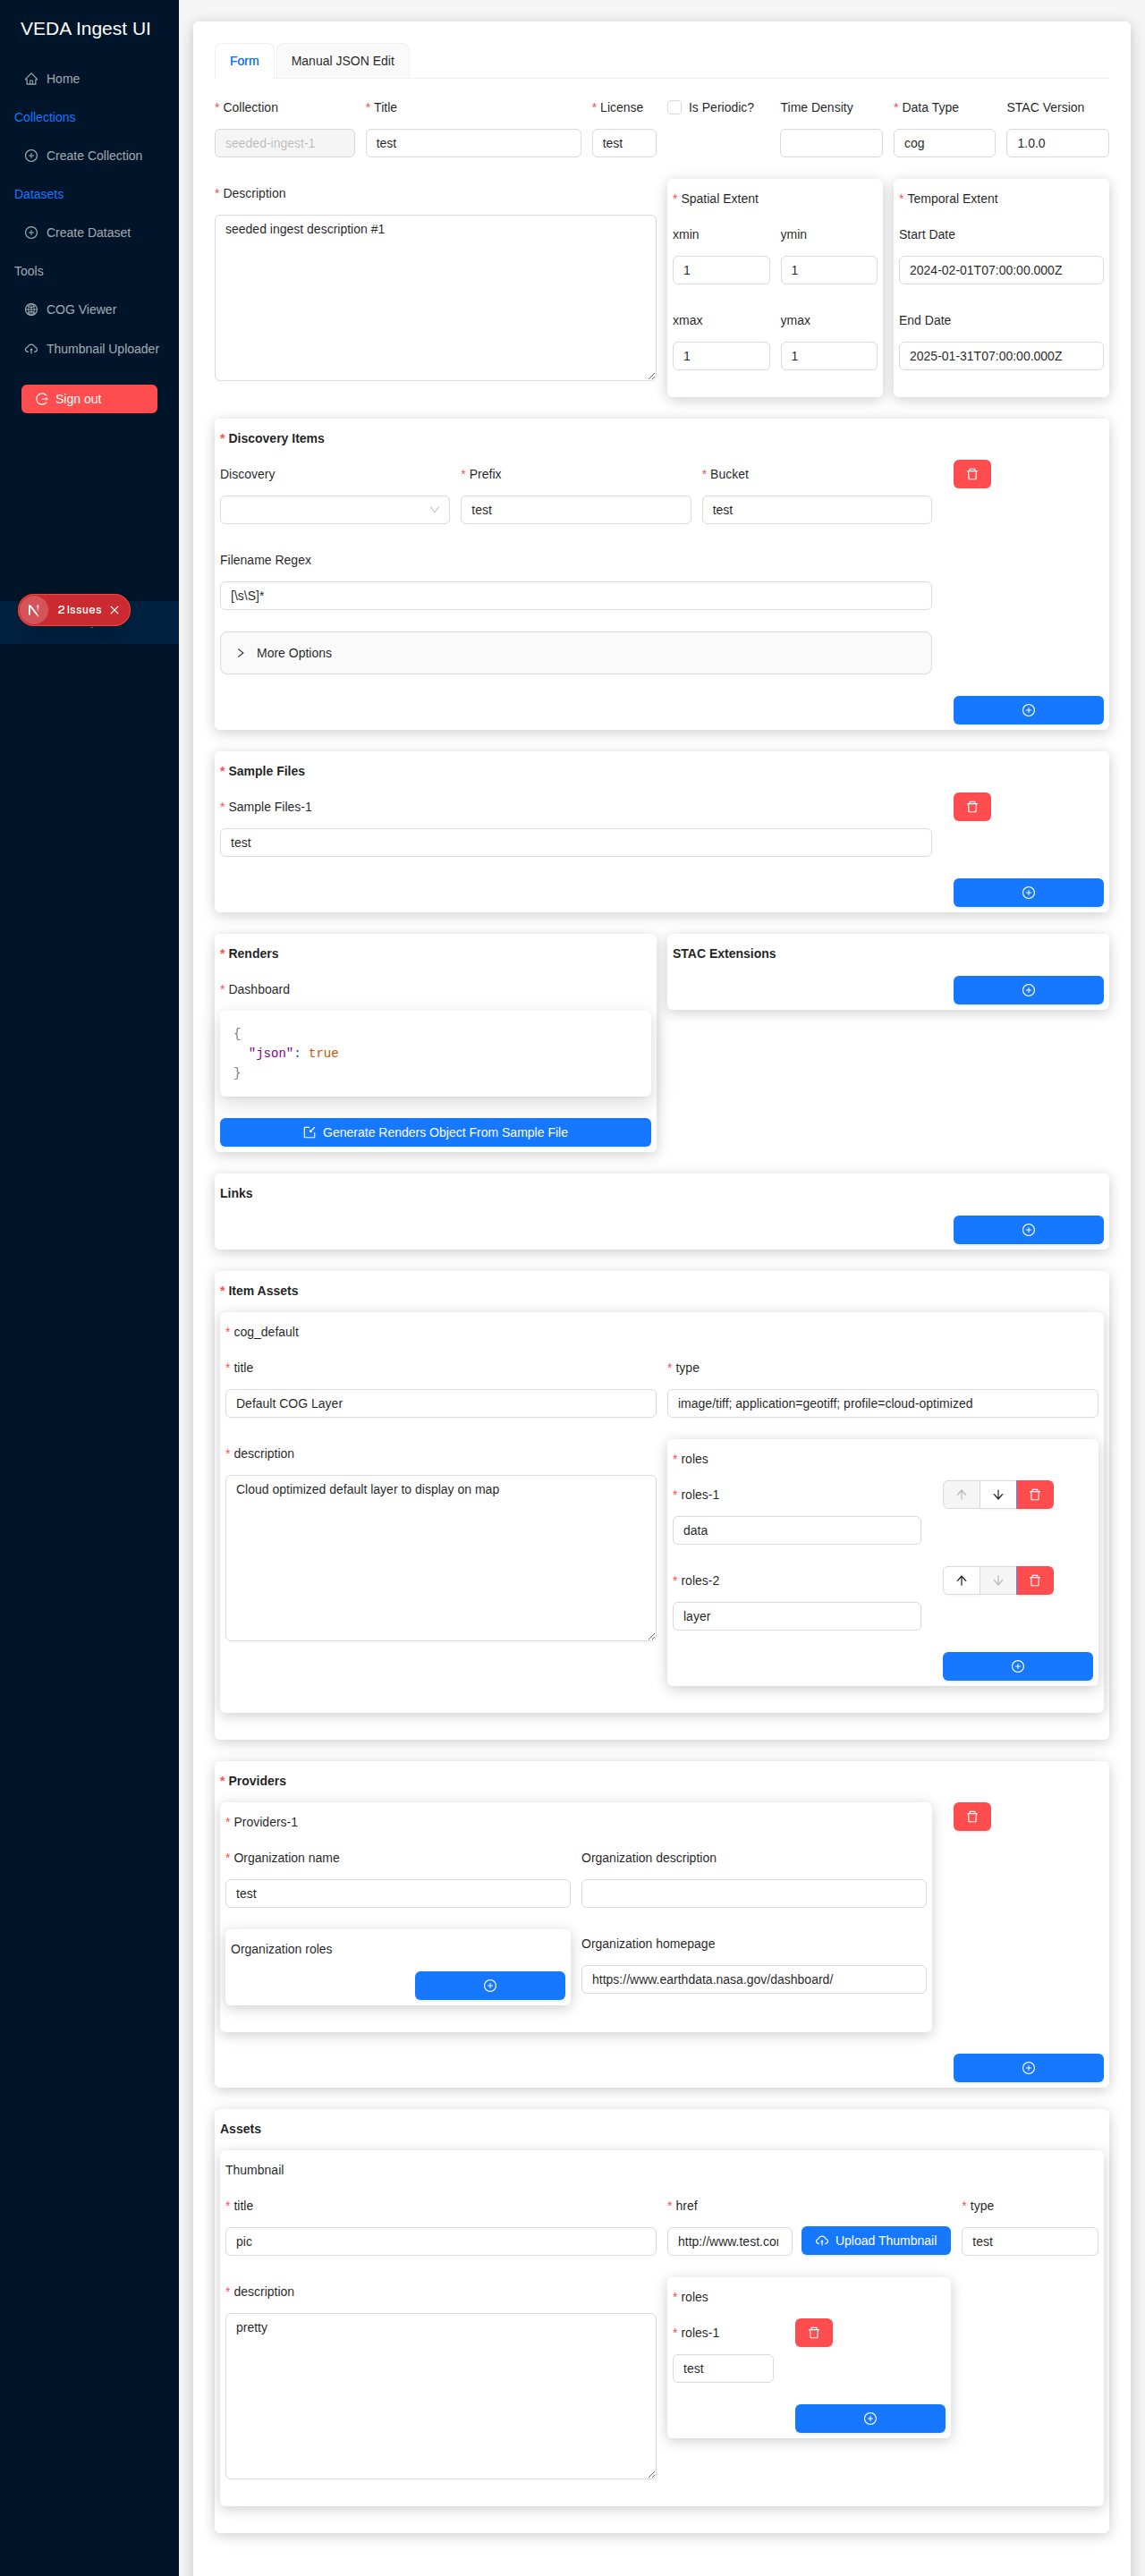 VEDA Ingest UI
Home
Collections
Create Collection
Datasets
Create Dataset
Tools
COG Viewer
Thumbnail Uploader
Sign out
2 Issues
Form Manual JSON Edit
* Collection * Title * License Is Periodic? Time Density * Data Type STAC Version
seeded-ingest-1 test test cog 1.0.0
* Description
seeded ingest description #1
* Spatial Extent
xmin ymin
1 1
xmax ymax
1 1
* Temporal Extent
Start Date
2024-02-01T07:00:00.000Z
End Date
2025-01-31T07:00:00.000Z
* Discovery Items
Discovery * Prefix * Bucket
test test
Filename Regex
[\s\S]*
More Options
* Sample Files
* Sample Files-1
test
* Renders
* Dashboard
{
"json": true
}
Generate Renders Object From Sample File
STAC Extensions
Links
* Item Assets
* cog_default
* title * type
Default COG Layer image/tiff; application=geotiff; profile=cloud-optimized
* description
Cloud optimized default layer to display on map
* roles
* roles-1
data
* roles-2
layer
* Providers
* Providers-1
* Organization name Organization description
test
Organization roles Organization homepage
https://www.earthdata.nasa.gov/dashboard/
Assets
Thumbnail
* title * href * type
pic http://www.test.co Upload Thumbnail test
* description
pretty
* roles
* roles-1
test